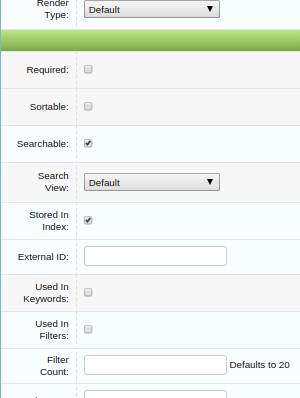 Render
Type: Default
Required:
Sortable:
Searchable:
Search
View: Default
Stored In
Index:
External ID:
Used In
Keywords:
Used In
Filters:
Filter
Count: Defaults to 20